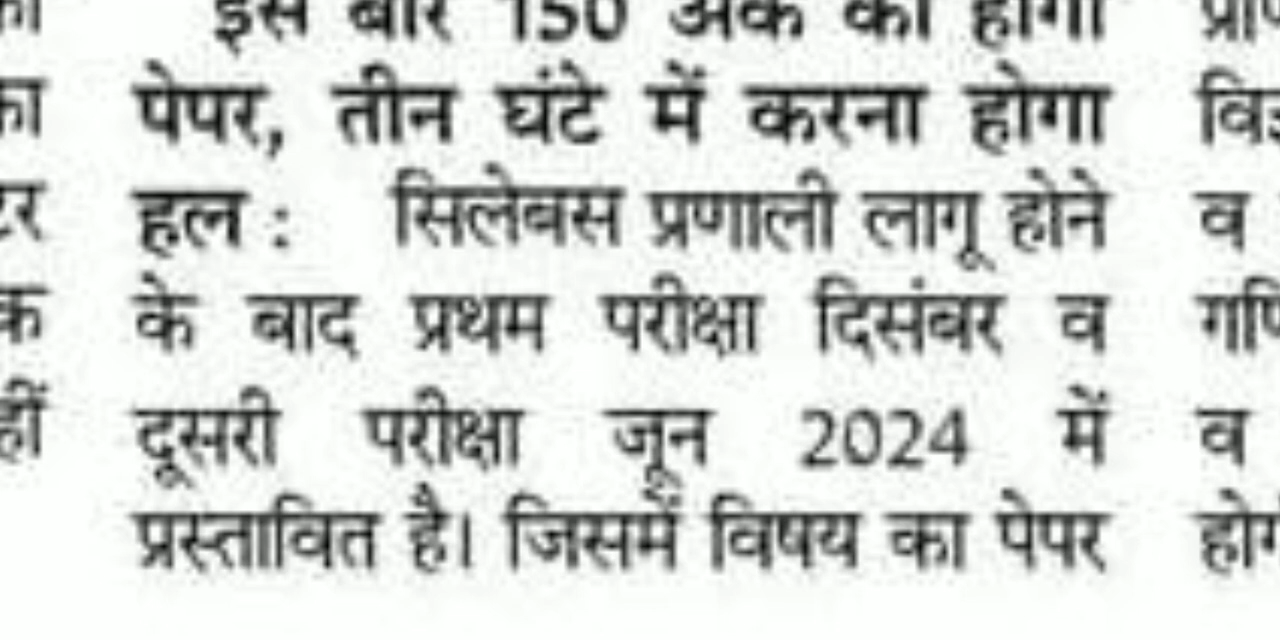 इस बार 150 अंक का होगा
पेपर, तीन घंटे में करना होगा
हल : सिलेबस प्रणाली लागू होने
के बाद प्रथम परीक्षा दिसंबर व
दूसरी परीक्षा जून 2024 में
प्रस्तावित है। जिसमें विषय का पेपर
का
व
व